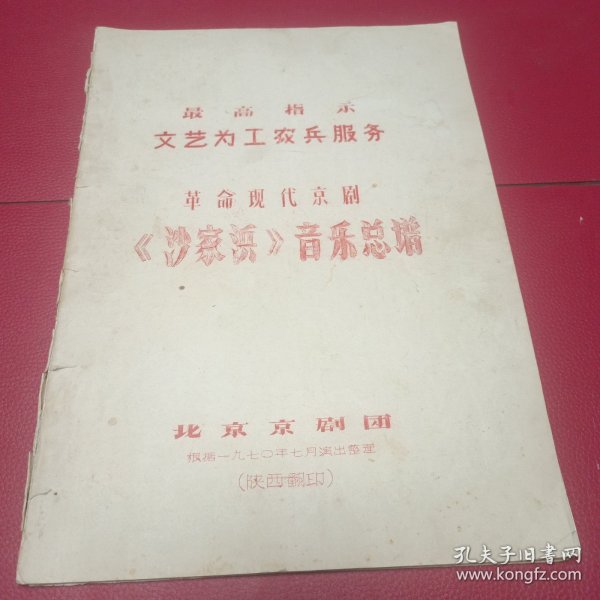 最高指示
文艺为工农兵服务
革命现代京剧
《沙家浜》音乐总谱
北京京剧团
根据一九七〇年七月演出整理
(陕西翻印)
孔夫子旧书网
www.kongfz.com